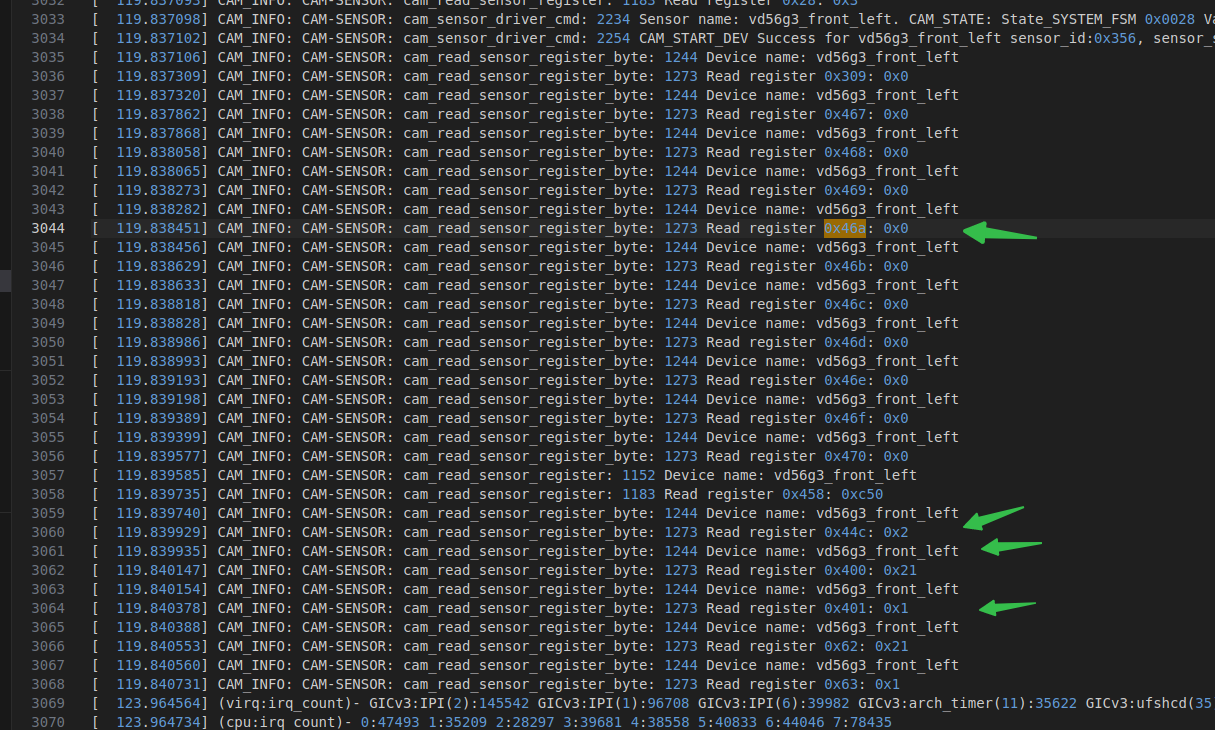 3032 [  119.837093] CAM_INFO: CAM-SENSOR: cam_read_sensor_register: 1183 Read register 0x28: 0x3
3033 [  119.837098] CAM_INFO: CAM-SENSOR: cam_sensor_driver_cmd: 2234 Sensor name: vd56g3_front_left. CAM_STATE: State_SYSTEM_FSM 0x0028 Va
3034 [  119.837102] CAM_INFO: CAM-SENSOR: cam_sensor_driver_cmd: 2254 CAM_START_DEV Success for vd56g3_front_left sensor_id:0x356, sensor_s
3035 [  119.837106] CAM_INFO: CAM-SENSOR: cam_read_sensor_register_byte: 1244 Device name: vd56g3_front_left
3036 [  119.837309] CAM_INFO: CAM-SENSOR: cam_read_sensor_register_byte: 1273 Read register 0x309: 0x0
3037 [  119.837320] CAM_INFO: CAM-SENSOR: cam_read_sensor_register_byte: 1244 Device name: vd56g3_front_left
3038 [  119.837862] CAM_INFO: CAM-SENSOR: cam_read_sensor_register_byte: 1273 Read register 0x467: 0x0
3039 [  119.837868] CAM_INFO: CAM-SENSOR: cam_read_sensor_register_byte: 1244 Device name: vd56g3_front_left
3040 [  119.838058] CAM_INFO: CAM-SENSOR: cam_read_sensor_register_byte: 1273 Read register 0x468: 0x0
3041 [  119.838065] CAM_INFO: CAM-SENSOR: cam_read_sensor_register_byte: 1244 Device name: vd56g3_front_left
3042 [  119.838273] CAM_INFO: CAM-SENSOR: cam_read_sensor_register_byte: 1273 Read register 0x469: 0x0
3043 [  119.838282] CAM_INFO: CAM-SENSOR: cam_read_sensor_register_byte: 1244 Device name: vd56g3_front_left
3044 [  119.838451] CAM_INFO: CAM-SENSOR: cam_read_sensor_register_byte: 1273 Read register 0x46a: 0x0
3045 [  119.838456] CAM_INFO: CAM-SENSOR: cam_read_sensor_register_byte: 1244 Device name: vd56g3_front_left
3046 [  119.838629] CAM_INFO: CAM-SENSOR: cam_read_sensor_register_byte: 1273 Read register 0x46b: 0x0
3047 [  119.838633] CAM_INFO: CAM-SENSOR: cam_read_sensor_register_byte: 1244 Device name: vd56g3_front_left
3048 [  119.838818] CAM_INFO: CAM-SENSOR: cam_read_sensor_register_byte: 1273 Read register 0x46c: 0x0
3049 [  119.838828] CAM_INFO: CAM-SENSOR: cam_read_sensor_register_byte: 1244 Device name: vd56g3_front_left
3050 [  119.838986] CAM_INFO: CAM-SENSOR: cam_read_sensor_register_byte: 1273 Read register 0x46d: 0x0
3051 [  119.838993] CAM_INFO: CAM-SENSOR: cam_read_sensor_register_byte: 1244 Device name: vd56g3_front_left
3052 [  119.839193] CAM_INFO: CAM-SENSOR: cam_read_sensor_register_byte: 1273 Read register 0x46e: 0x0
3053 [  119.839198] CAM_INFO: CAM-SENSOR: cam_read_sensor_register_byte: 1244 Device name: vd56g3_front_left
3054 [  119.839389] CAM_INFO: CAM-SENSOR: cam_read_sensor_register_byte: 1273 Read register 0x46f: 0x0
3055 [  119.839399] CAM_INFO: CAM-SENSOR: cam_read_sensor_register_byte: 1244 Device name: vd56g3_front_left
3056 [  119.839577] CAM_INFO: CAM-SENSOR: cam_read_sensor_register_byte: 1273 Read register 0x470: 0x0
3057 [  119.839585] CAM_INFO: CAM-SENSOR: cam_read_sensor_register: 1152 Device name: vd56g3_front_left
3058 [  119.839735] CAM_INFO: CAM-SENSOR: cam_read_sensor_register: 1183 Read register 0x458: 0xc50
3059 [  119.839740] CAM_INFO: CAM-SENSOR: cam_read_sensor_register_byte: 1244 Device name: vd56g3_front_left
3060 [  119.839929] CAM_INFO: CAM-SENSOR: cam_read_sensor_register_byte: 1273 Read register 0x44c: 0x2
3061 [  119.839935] CAM_INFO: CAM-SENSOR: cam_read_sensor_register_byte: 1244 Device name: vd56g3_front_left
3062 [  119.840147] CAM_INFO: CAM-SENSOR: cam_read_sensor_register_byte: 1273 Read register 0x400: 0x21
3063 [  119.840154] CAM_INFO: CAM-SENSOR: cam_read_sensor_register_byte: 1244 Device name: vd56g3_front_left
3064 [  119.840378] CAM_INFO: CAM-SENSOR: cam_read_sensor_register_byte: 1273 Read register 0x401: 0x1
3065 [  119.840388] CAM_INFO: CAM-SENSOR: cam_read_sensor_register_byte: 1244 Device name: vd56g3_front_left
3066 [  119.840553] CAM_INFO: CAM-SENSOR: cam_read_sensor_register_byte: 1273 Read register 0x62: 0x21
3067 [  119.840560] CAM_INFO: CAM-SENSOR: cam_read_sensor_register_byte: 1244 Device name: vd56g3_front_left
3068 [  119.840731] CAM_INFO: CAM-SENSOR: cam_read_sensor_register_byte: 1273 Read register 0x63: 0x1
3069 [  123.964564] (virq:irq_count)- GICv3:IPI(2):145542 GICv3:IPI(1):96708 GICv3:IPI(6):39982 GICv3:arch_timer(11):35622 GICv3:ufshcd(35
3070 [  123.964734] (cpu:irq_count)- 0:47493 1:35209 2:28297 3:39681 4:38558 5:40833 6:44046 7:78435